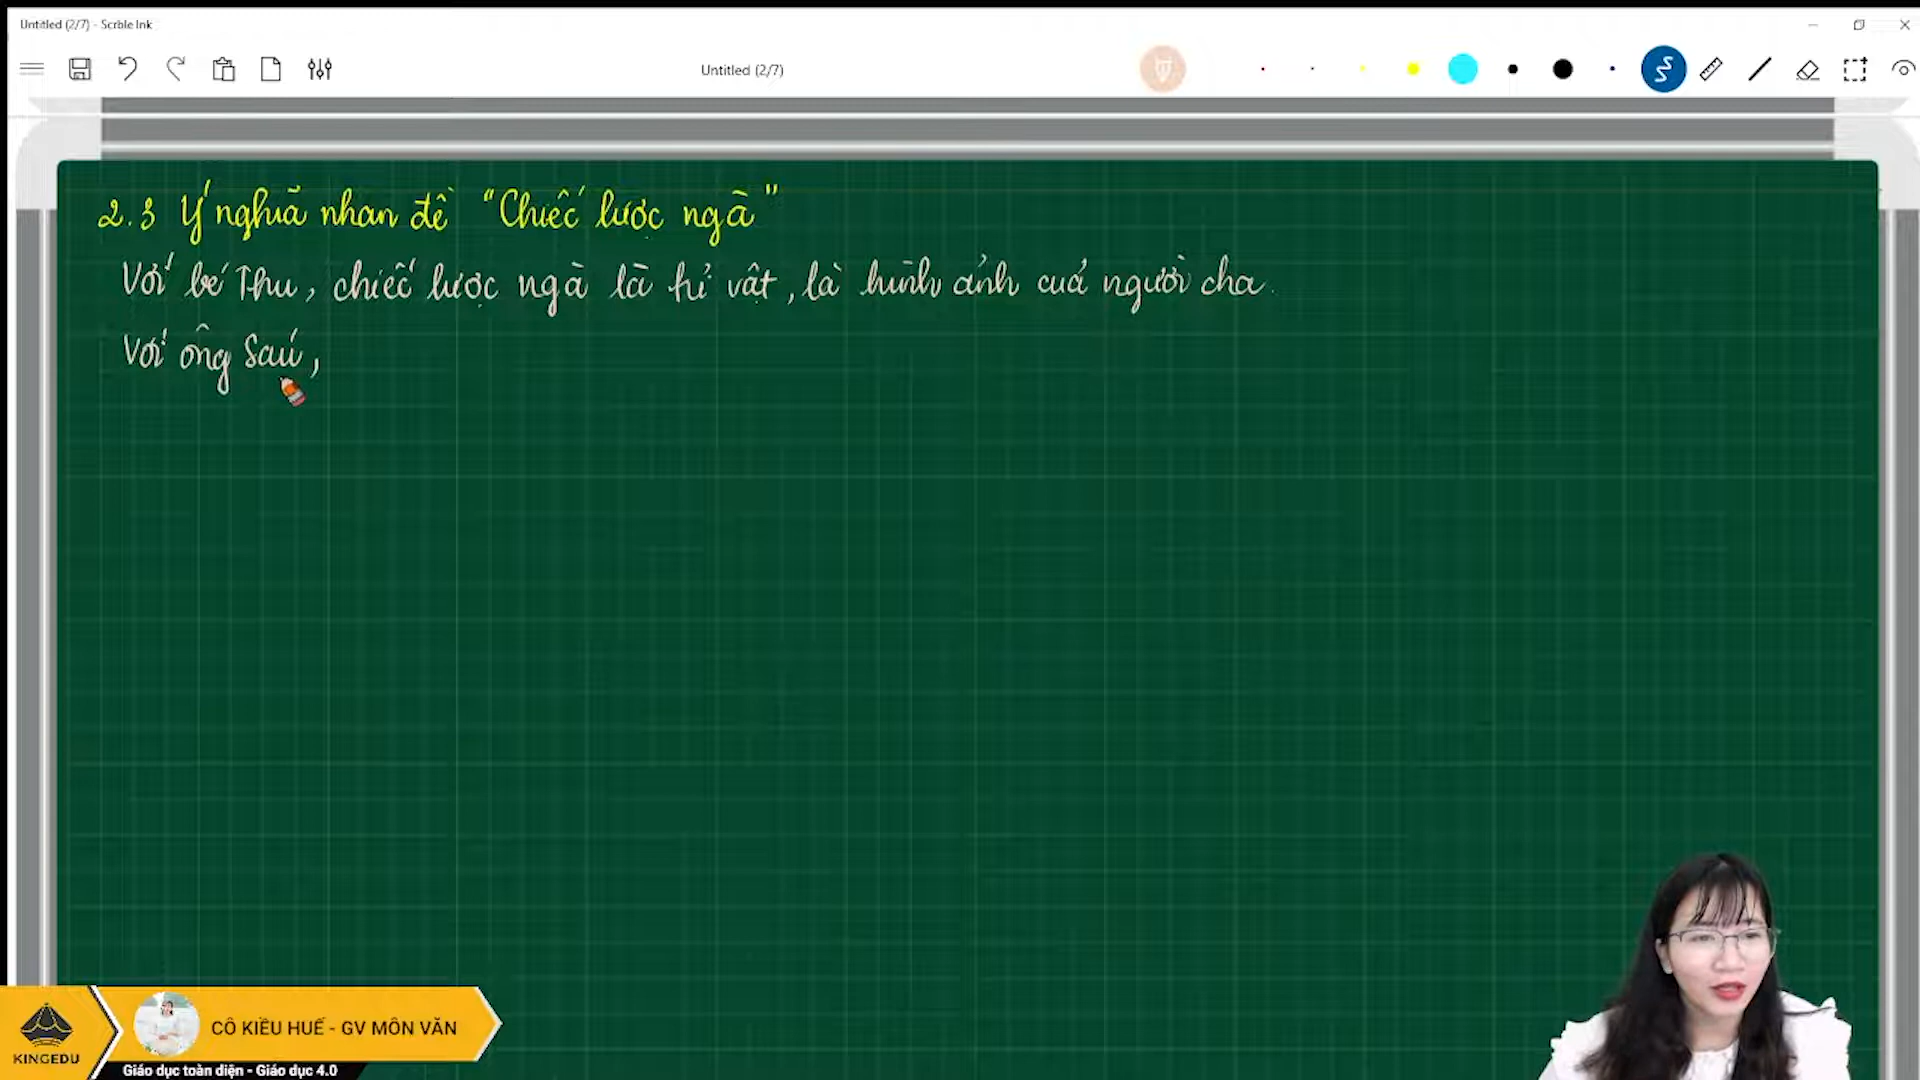 Untitled (2/7) - Scrble Ink
Untitled (2/7)
2.3 Ý nghĩa nhan đề "Chiếc lược ngà"
Với bé Thu, chiếc lược ngà là kỉ vật, là hình ảnh của người cha.
Với ông Sáu,
CÔ KIỀU HUẾ - GV MÔN VĂN
KINGEDU
Giáo dục toàn diện - Giáo dục 4.0